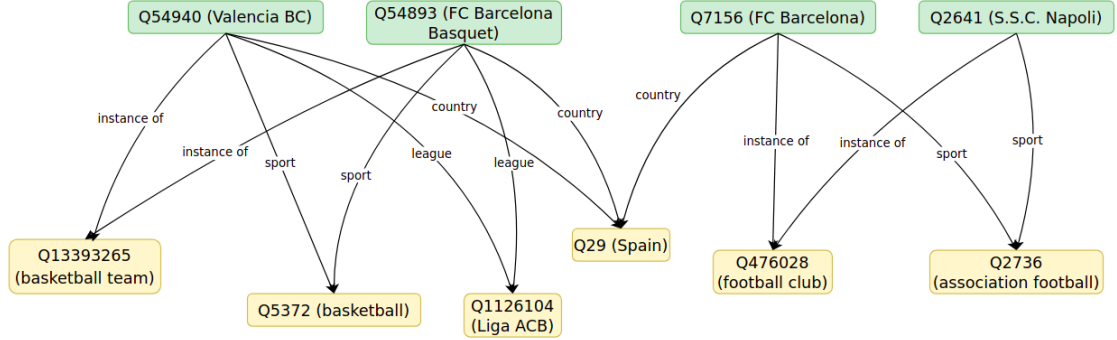 Q54940 (Valencia BC)
Q54893 (FC Barcelona
Basquet)
Q7156 (FC Barcelona)
Q2641 (S.S.C. Napoli)
country
country
country
instance of
instance of
instance of
instance of
sport
sport
sport
sport
league
league
Q13393265
(basketball team)
Q5372 (basketball)
Q1126104
(Liga ACB)
Q29 (Spain)
Q476028
(football club)
Q2736
(association football)